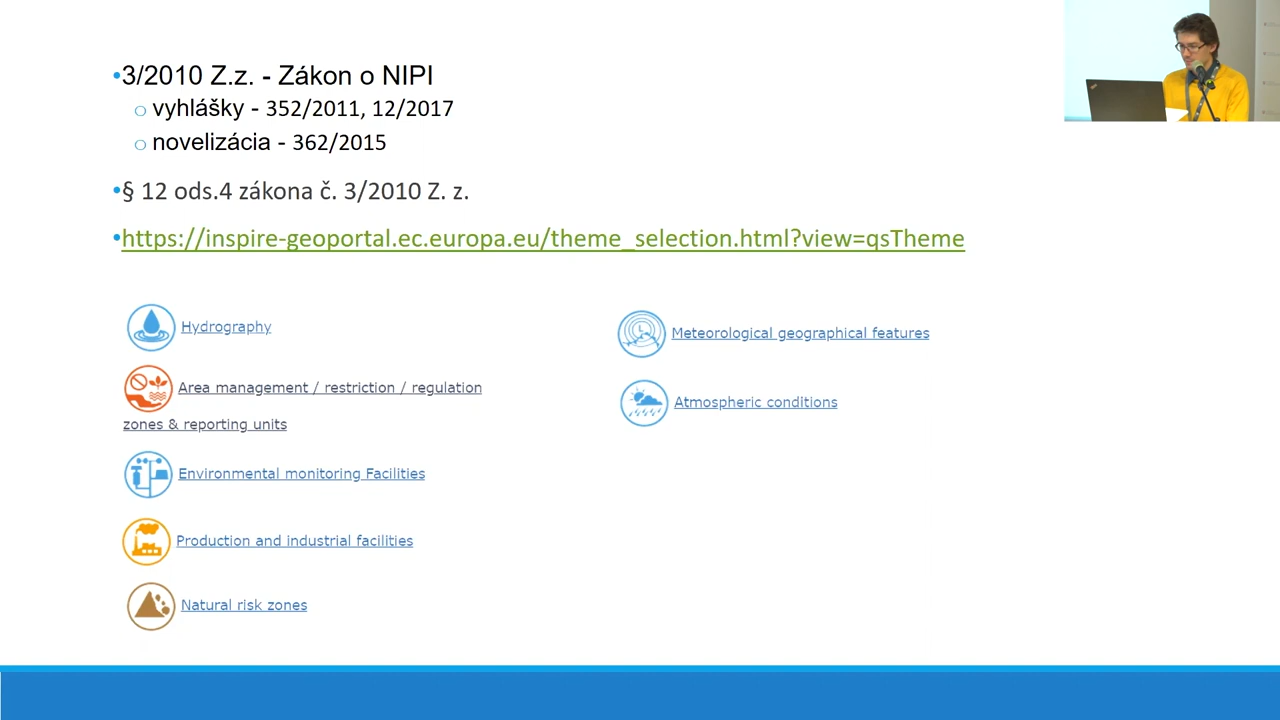 •3/2010 Z.z. - Zákon o NIPI
o vyhlášky - 352/2011, 12/2017
o novelizácia - 362/2015
•§ 12 ods.4 zákona č. 3/2010 Z. z.
•https://inspire-geoportal.ec.europa.eu/theme_selection.html?view=qsTheme
Hydrography
Area management / restriction / regulation
zones & reporting units
Environmental monitoring Facilities
Production and industrial facilities
Natural risk zones
Meteorological geographical features
L
Atmospheric conditions